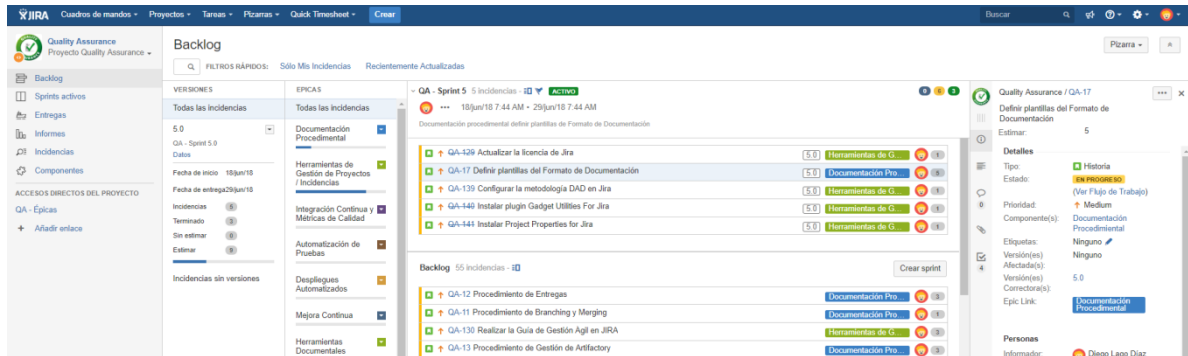 JIRA Cuadros de mandos Proyectos Tareas Pizarras Quick Timesheet Crear Buscar
Quality Assurance
Proyecto Quality Assurance
Backlog
Sprints activos
Entregas
Informes
Incidencias
Componentes
ACCESOS DIRECTOS DEL PROYECTO
QA - Épicas
+ Añadir enlace
Backlog
Pizarra
FILTROS RÁPIDOS: Sólo Mis Incidencias Recientemente Actualizadas
VERSIONES
Todas las incidencias
5.0
QA - Sprint 5.0
Datos
Fecha de inicio 18/jun/18
Fecha de entrega 29/jun/18
Incidencias 5
Terminado 3
Sin estimar 0
Estimar 9
Incidencias sin versiones
EPICAS
Todas las incidencias
Documentación
Procedimental
Herramientas de
Gestión de Proyectos
/ Incidencias
Integración Continua y
Métricas de Calidad
Automatización de
Pruebas
Despliegues
Automatizados
Mejora Continua
Herramientas
Documentales
QA - Sprint 5 5 incidencias ACTIVO 0 6 3
18/jun/18 7:44 AM • 29/jun/18 7:44 AM
Documentación procedimental definir plantillas de Formato de Documentación
QA-129 Actualizar la licencia de Jira 5.0 Herramientas de G... 1
QA-17 Definir plantillas del Formato de Documentación 5.0 Documentación Pro... 5
QA-139 Configurar la metodología DAD en Jira 5.0 Herramientas de G... 1
QA-140 Instalar plugin Gadget Utilities For Jira 5.0 Herramientas de G... 1
QA-141 Instalar Project Properties for Jira 5.0 Herramientas de G... 1
Backlog 55 incidencias Crear sprint
QA-12 Procedimiento de Entregas Documentación Pro... 3
QA-11 Procedimiento de Branching y Merging Documentación Pro... 1
QA-130 Realizar la Guía de Gestión Ágil en JIRA Herramientas de G... 3
QA-13 Procedimiento de Gestión de Artifactory Documentación Pro... 3
0
4
Quality Assurance / QA-17
Definir plantillas del Formato de
Documentación
Estimar: 5
Detalles
Tipo: Historia
Estado: EN PROGRESO
(Ver Flujo de Trabajo)
Prioridad: Medium
Componente(s): Documentación
Procedimiental
Etiquetas: Ninguno
Versión(es)
Afectada(s): Ninguno
Versión(es)
Correctora(s): 5.0
Epic Link: Documentación
Procedimental
Personas
Informador: Diego Lago Díaz